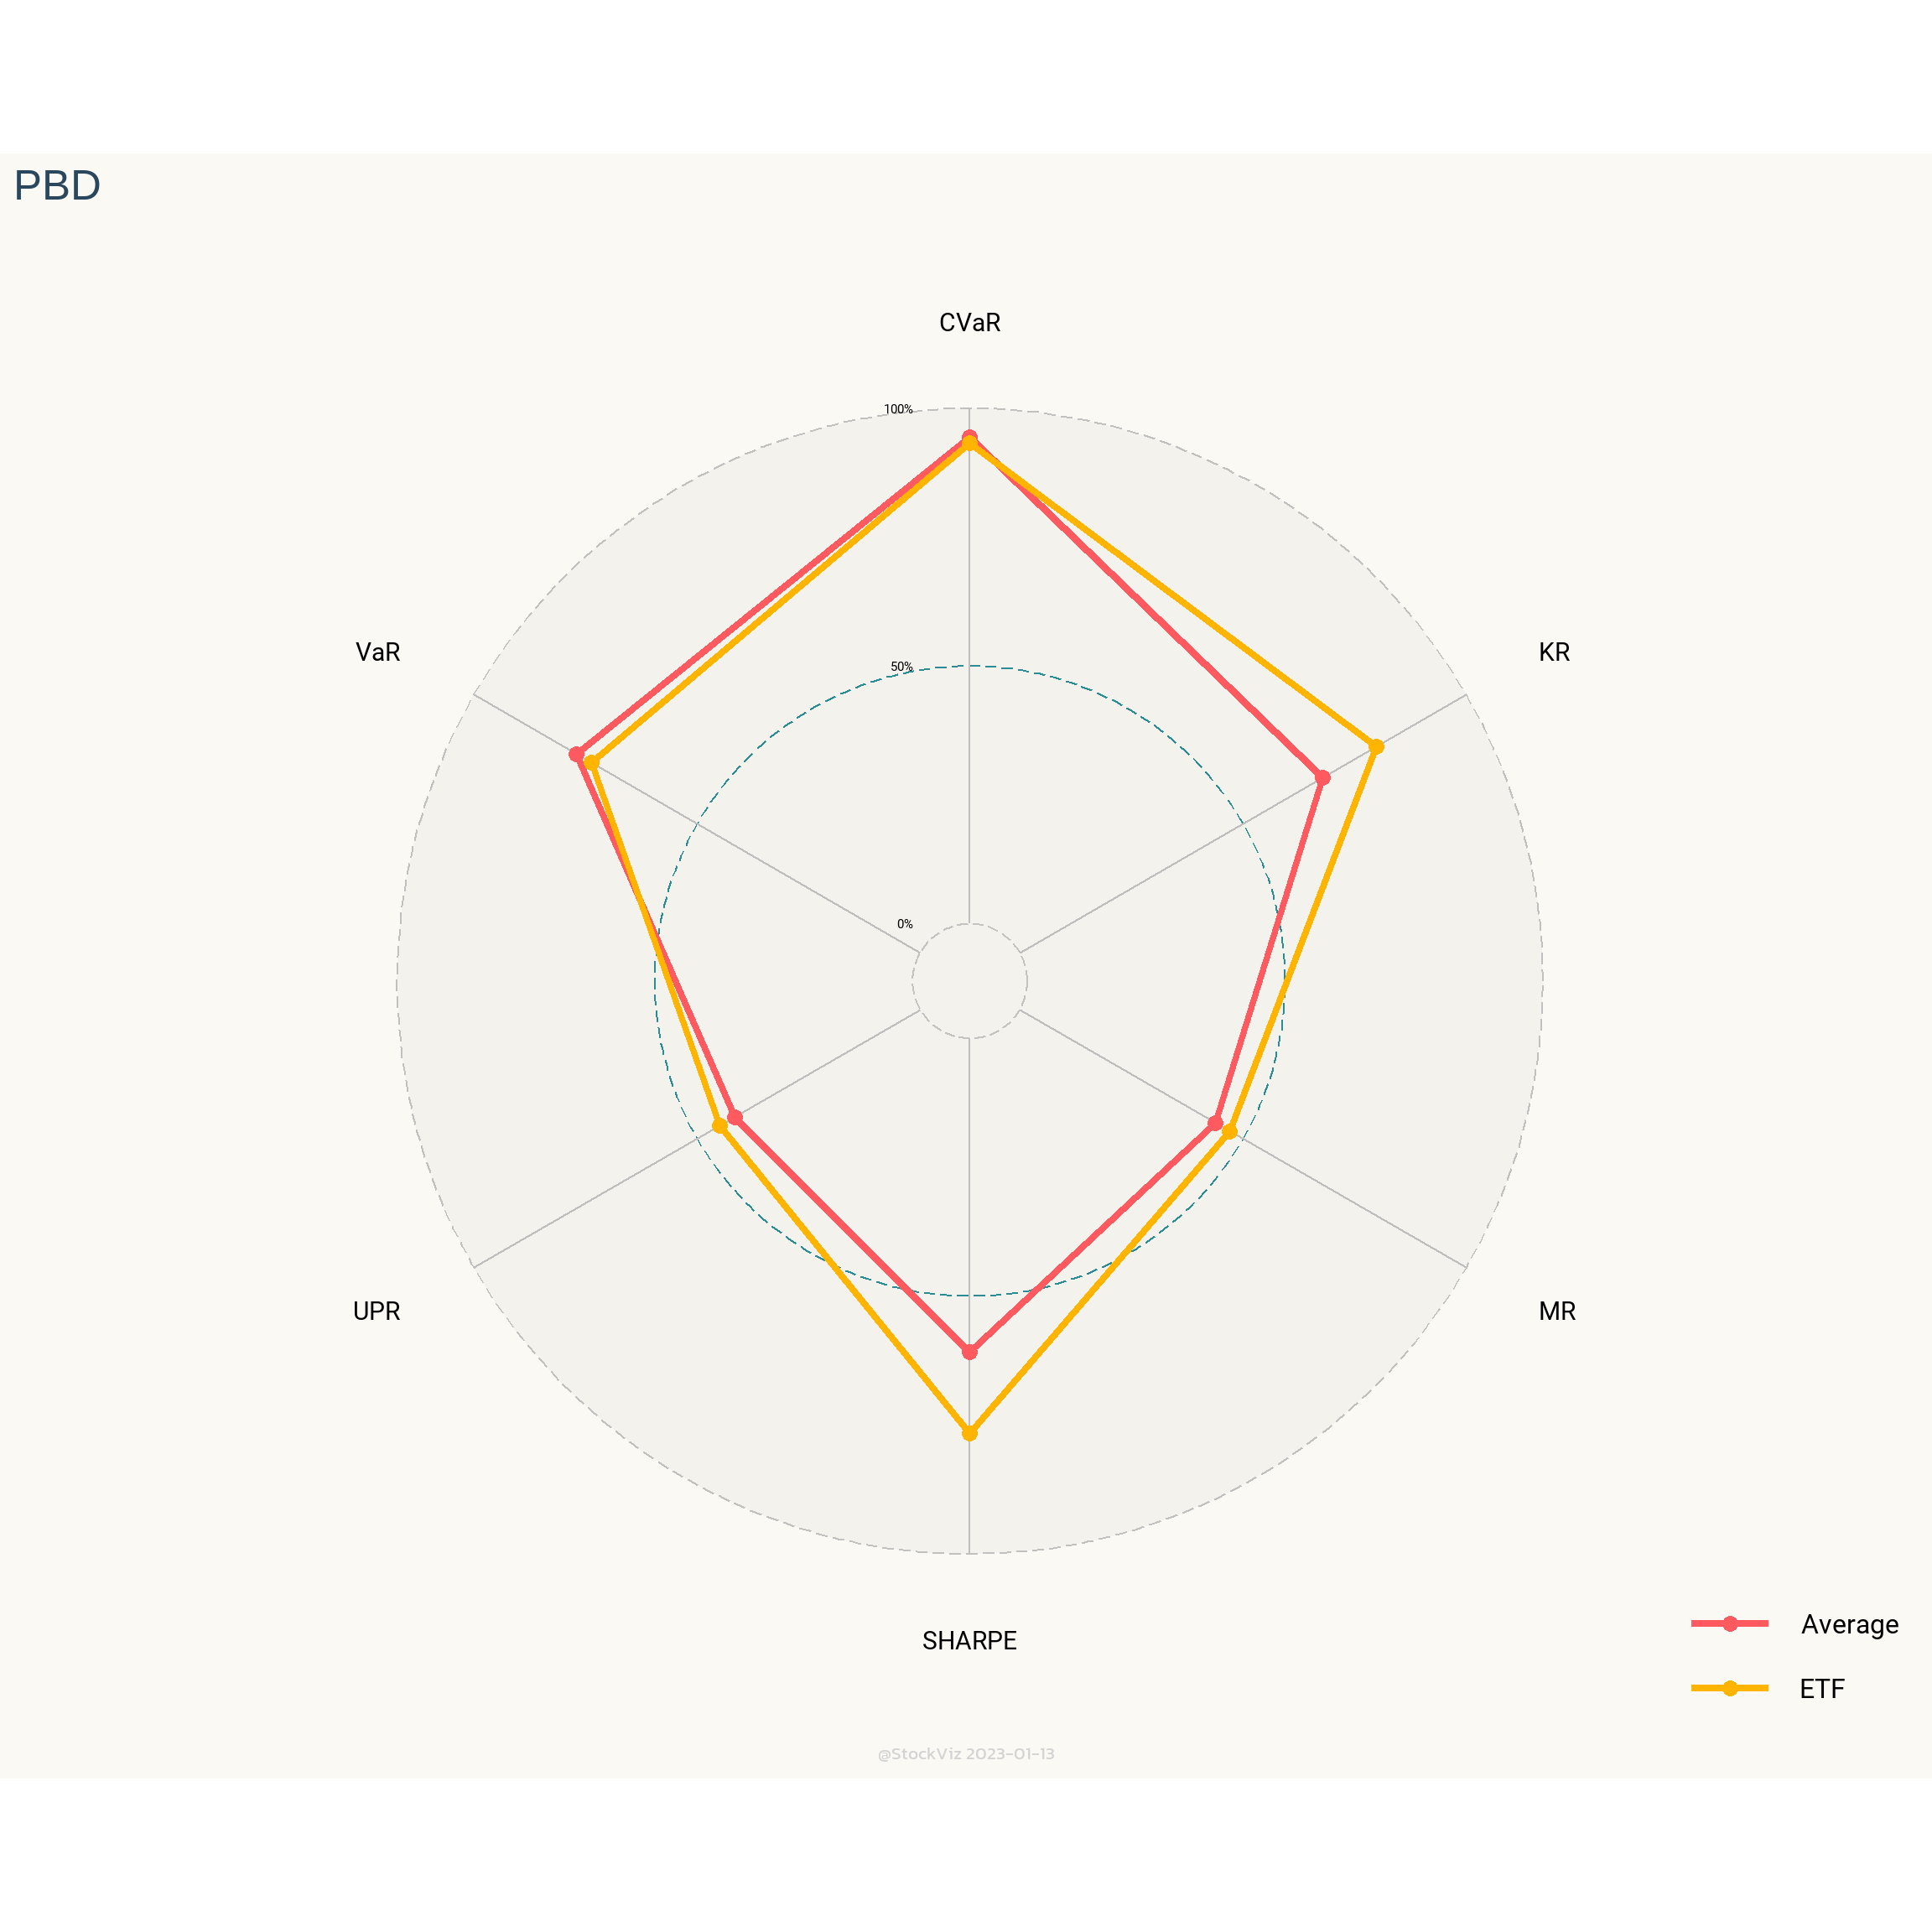 PBD
CVaR
100%
VaR
KR
50%
0%
UPR
MR
SHARPE
Average
ETF
@StockViz 2023-01-13